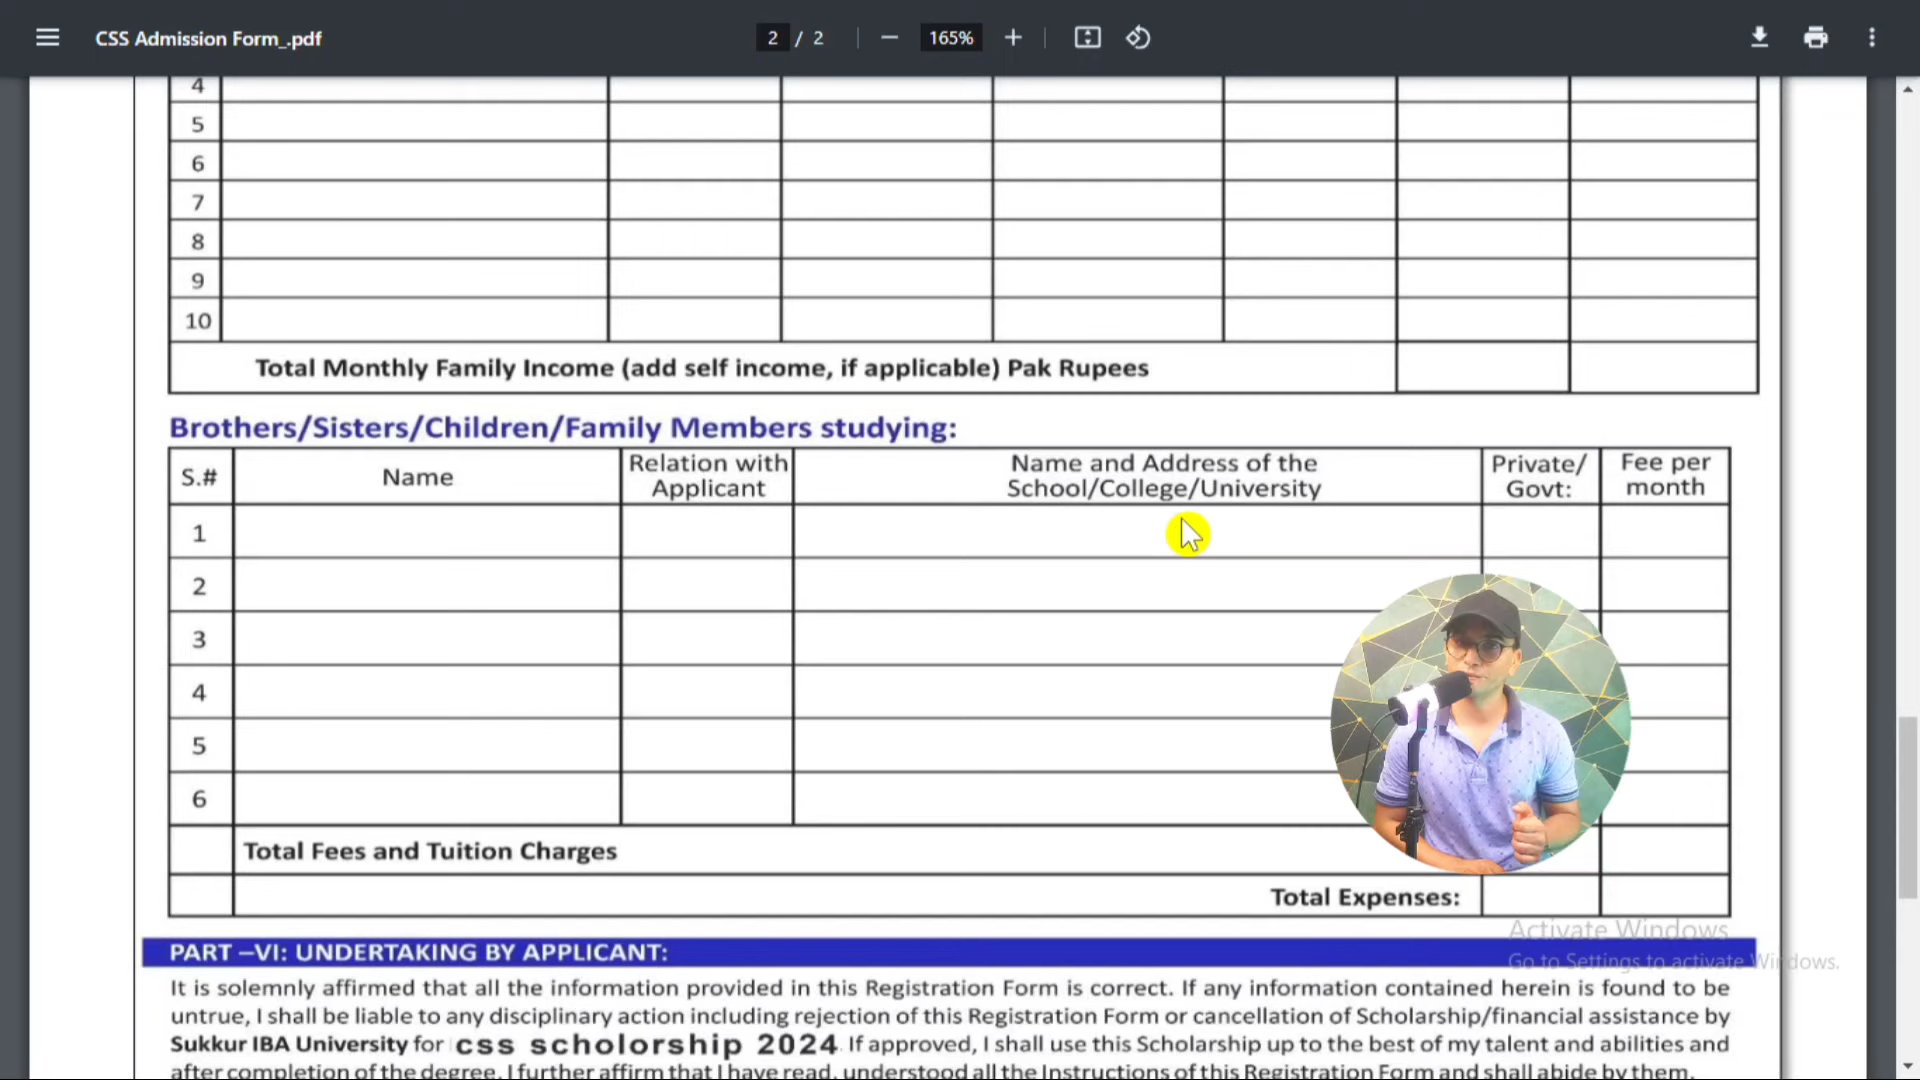 CSS Admission Form_.pdf
2 / 2
165%
4
5
6
7
8
9
10
Total Monthly Family Income (add self income, if applicable) Pak Rupees
Brothers/Sisters/Children/Family Members studying:
S.# Name Relation with Applicant Name and Address of the School/College/University Private/ Govt: Fee per month
1
2
3
4
5
6
Total Fees and Tuition Charges
Total Expenses:
Activate Windows
PART –VI: UNDERTAKING BY APPLICANT:
Go to Settings to activate Windows.
It is solemnly affirmed that all the information provided in this Registration Form is correct. If any information contained herein is found to be
untrue, I shall be liable to any disciplinary action including rejection of this Registration Form or cancellation of Scholarship/financial assistance by
Sukkur IBA University for css scholorship 2024. If approved, I shall use this Scholarship up to the best of my talent and abilities and
after completion of the degree. I further affirm that I have read, understood all the Instructions of this Registration Form and shall abide by them.